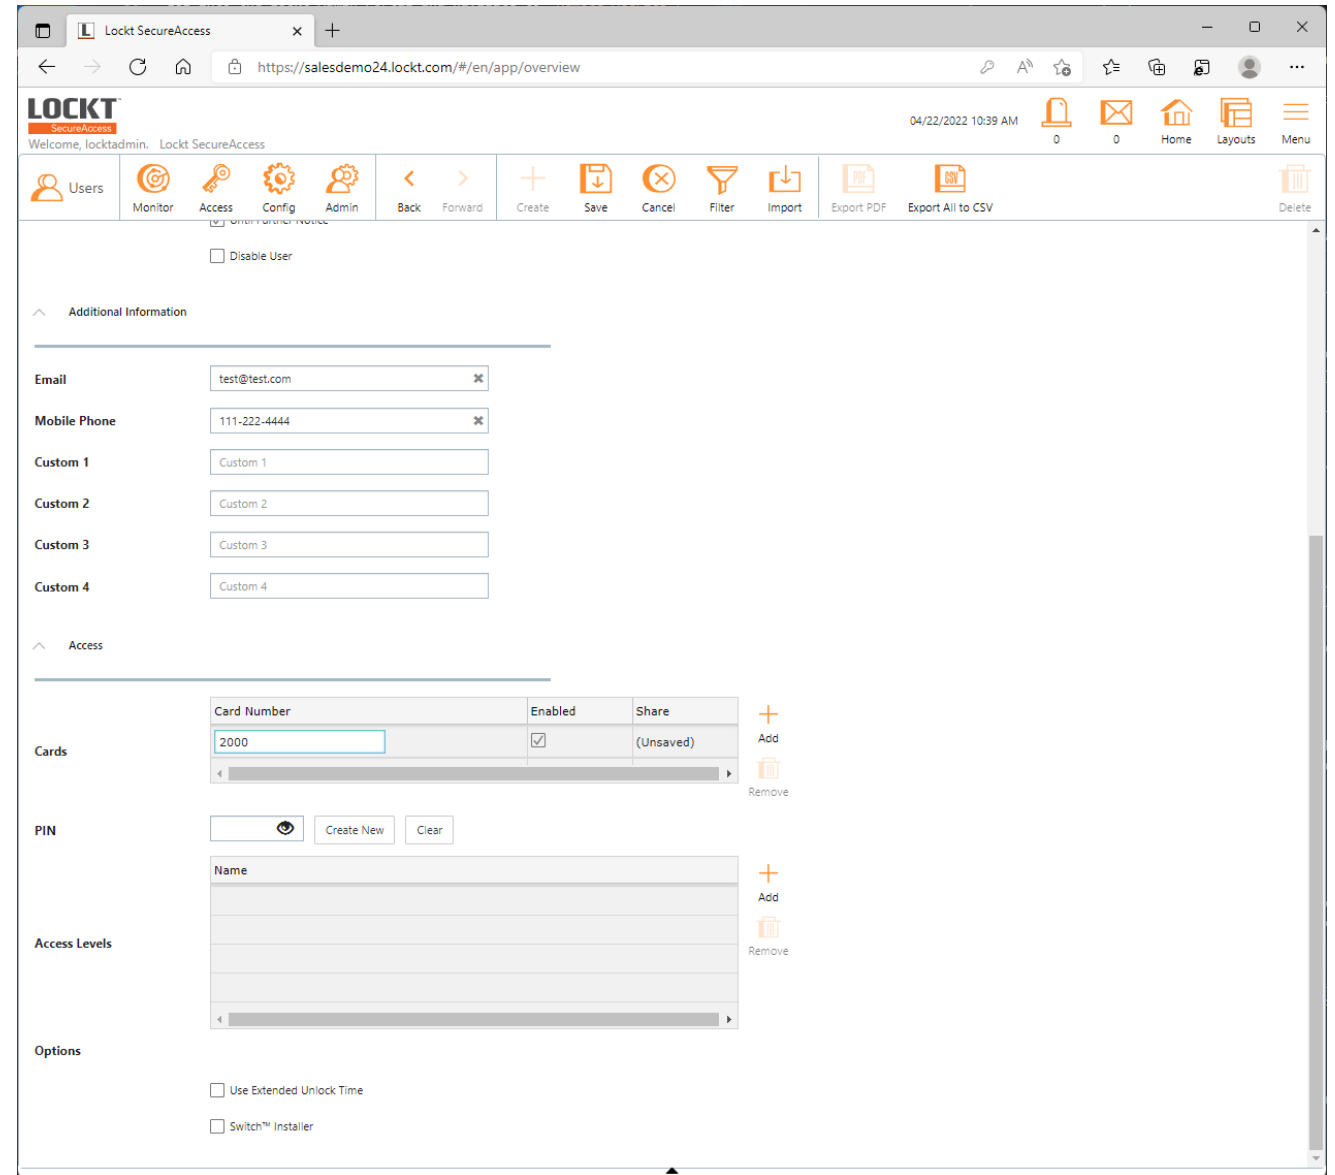 Lockt SecureAccess
https://salesdemo24.lockt.com/#/en/app/overview
LOCKT
SecureAccess
Welcome, locktadmin. Lockt SecureAccess
04/22/2022 10:39 AM
0
0
Home
Layouts
Menu
Users
Monitor
Access
Config
Admin
Back
Forward
Create
Save
Cancel
Filter
Import
PDF
Export PDF
CSV
Export All to CSV
Delete
Until Further Notice
Disable User
Additional Information
Email
test@test.com
Mobile Phone
111-222-4444
Custom 1
Custom 1
Custom 2
Custom 2
Custom 3
Custom 3
Custom 4
Custom 4
Access
Card Number Enabled Share
Cards
2000 (Unsaved)
Add
Remove
PIN
Create New
Clear
Name
Add
Remove
Access Levels
Options
Use Extended Unlock Time
Switch™ Installer